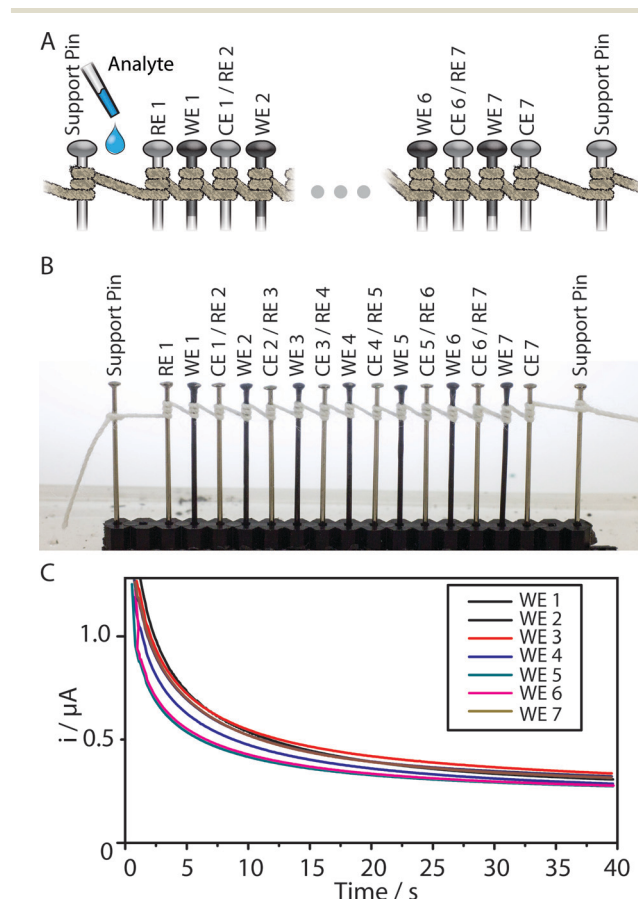 A
Support Pin
Analyte
RE 1
WE 1
CE 1 / RE 2
WE 2
WE 6
CE 6 / RE 7
WE 7
CE 7
Support Pin
B
Support Pin
RE 1
WE 1
CE 1 / RE 2
WE 2
CE 2 / RE 3
WE 3
CE 3 / RE 4
WE 4
CE 4 / RE 5
WE 5
CE 5 / RE 6
WE 6
CE 6 / RE 7
WE 7
CE 7
Support Pin
C
i / μA
1.0
0.5
0
WE 1
WE 2
WE 3
WE 4
WE 5
WE 6
WE 7
0 5 10 15 20 25 30 35 40
Time / s